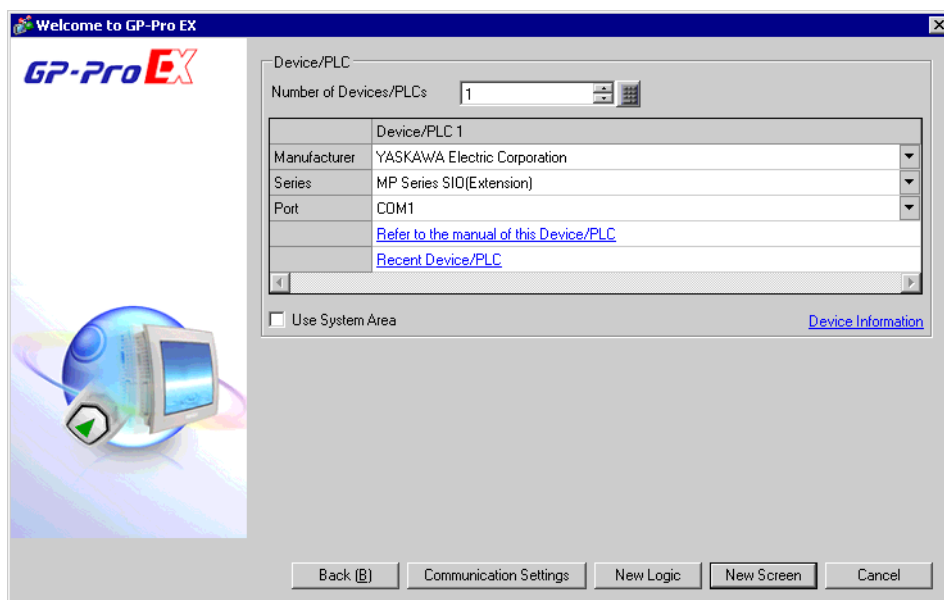 Welcome to GP-Pro EX
GP-Pro EX
Device/PLC
Number of Devices/PLCs 1
Device/PLC 1
Manufacturer YASKAWA Electric Corporation
Series MP Series SIO(Extension)
Port COM1
Refer to the manual of this Device/PLC
Recent Device/PLC
Use System Area Device Information
Back (B) Communication Settings New Logic New Screen Cancel